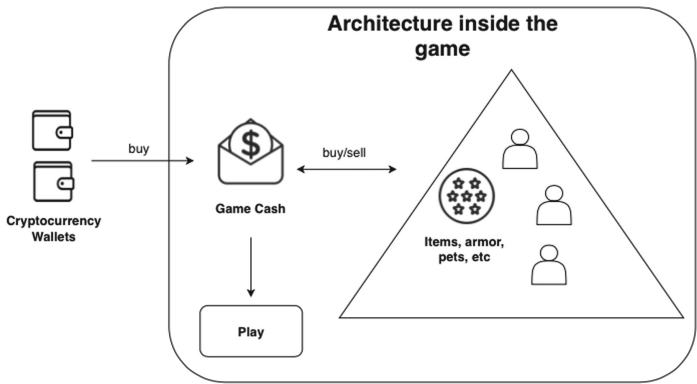 Architecture inside the
game
buy
buy/sell
$
Cryptocurrency
Wallets
Game Cash
Items, armor,
pets, etc
Play